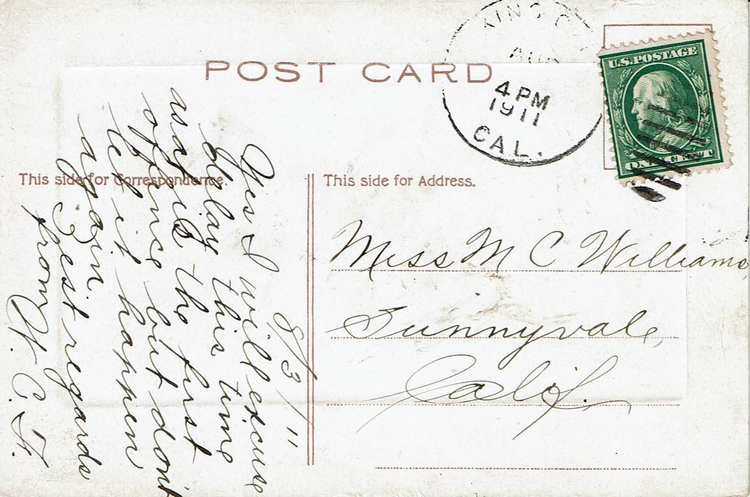 POST CARD
KING
AUG
4 PM
1911
CAL.
U.S. POSTAGE
ONE CENT
This side for Correspondence.
This side for Address.
8/3/11
Yes I will excuse
delay this time
as it is the first
offence but don't
let it happen
again
Best regards
from
Miss M C Williams
Sunnyvale,
Calif.